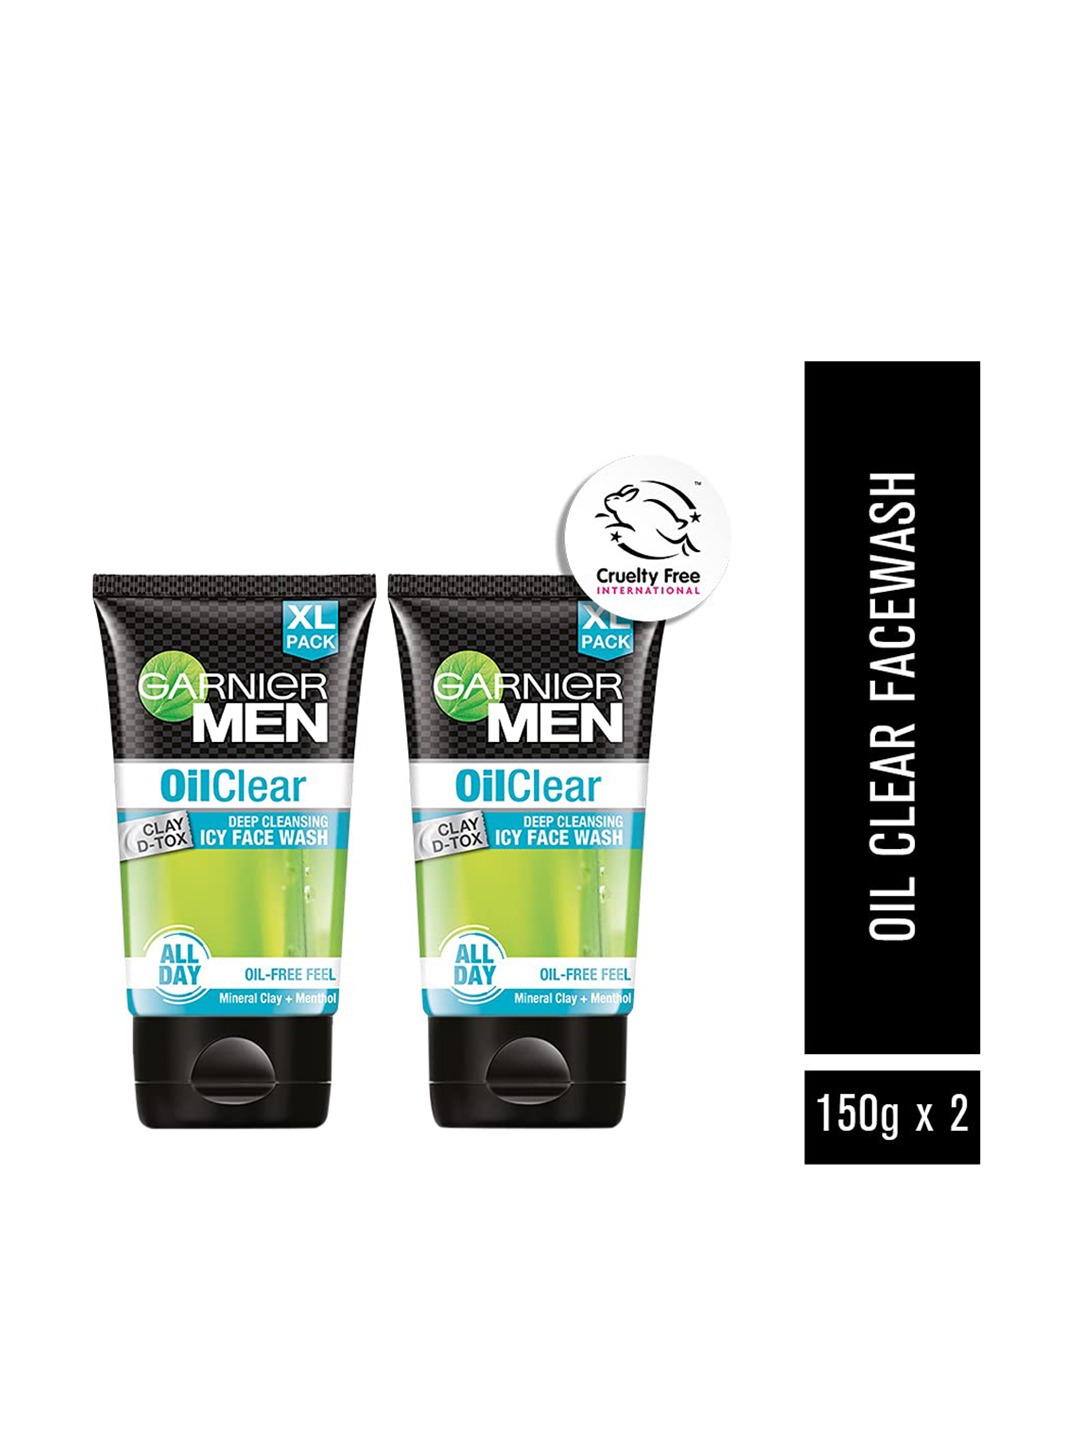 XL
PACK
GARNIER
MEN
OilClear
CLAY
D-TOX
DEEP CLEANSING
ICY FACE WASH
ALL
DAY
OIL-FREE FEEL
Mineral Clay + Menthol
XL
PACK
GARNIER
MEN
OilClear
CLAY
D-TOX
DEEP CLEANSING
ICY FACE WASH
ALL
DAY
OIL-FREE FEEL
Mineral Clay + Menthol
TM
Cruelty Free
INTERNATIONAL
OIL CLEAR FACEWASH
150g x 2